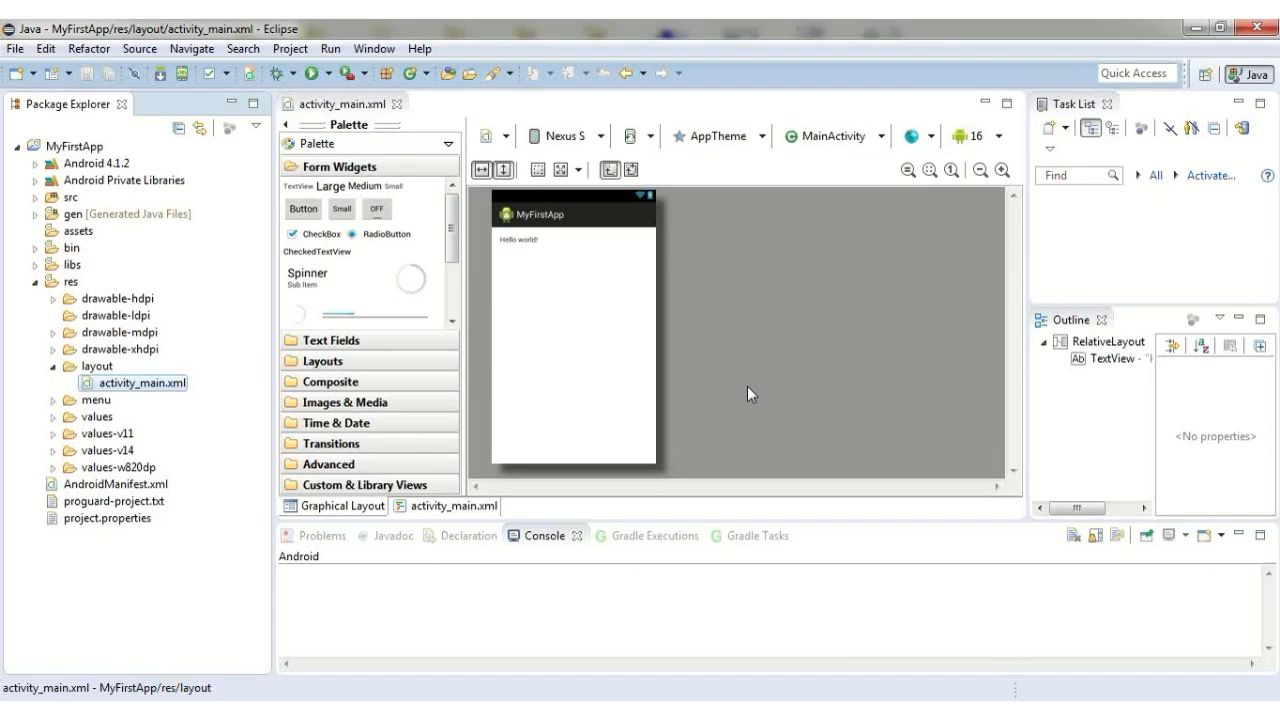 Java - MyFirstApp/res/layout/activity_main.xml - Eclipse
File Edit Refactor Source Navigate Search Project Run Window Help
Quick Access Java
Package Explorer
MyFirstApp
Android 4.1.2
Android Private Libraries
src
gen [Generated Java Files]
assets
bin
libs
res
drawable-hdpi
drawable-ldpi
drawable-mdpi
drawable-xhdpi
layout
activity_main.xml
menu
values
values-v11
values-v14
values-w820dp
AndroidManifest.xml
proguard-project.txt
project.properties
activity_main.xml
Palette
Palette
Form Widgets
TextView Large Medium Small
Button Small OFF
CheckBox RadioButton
CheckedTextView
Spinner
Sub Item
Text Fields
Layouts
Composite
Images & Media
Time & Date
Transitions
Advanced
Custom & Library Views
Graphical Layout activity_main.xml
Nexus S AppTheme MainActivity 16
MyFirstApp
Hello world!
Task List
Find All Activate...
Outline
RelativeLayout
Ab TextView - "
<No properties>
Problems Javadoc Declaration Console Gradle Executions Gradle Tasks
Android
activity_main.xml - MyFirstApp/res/layout